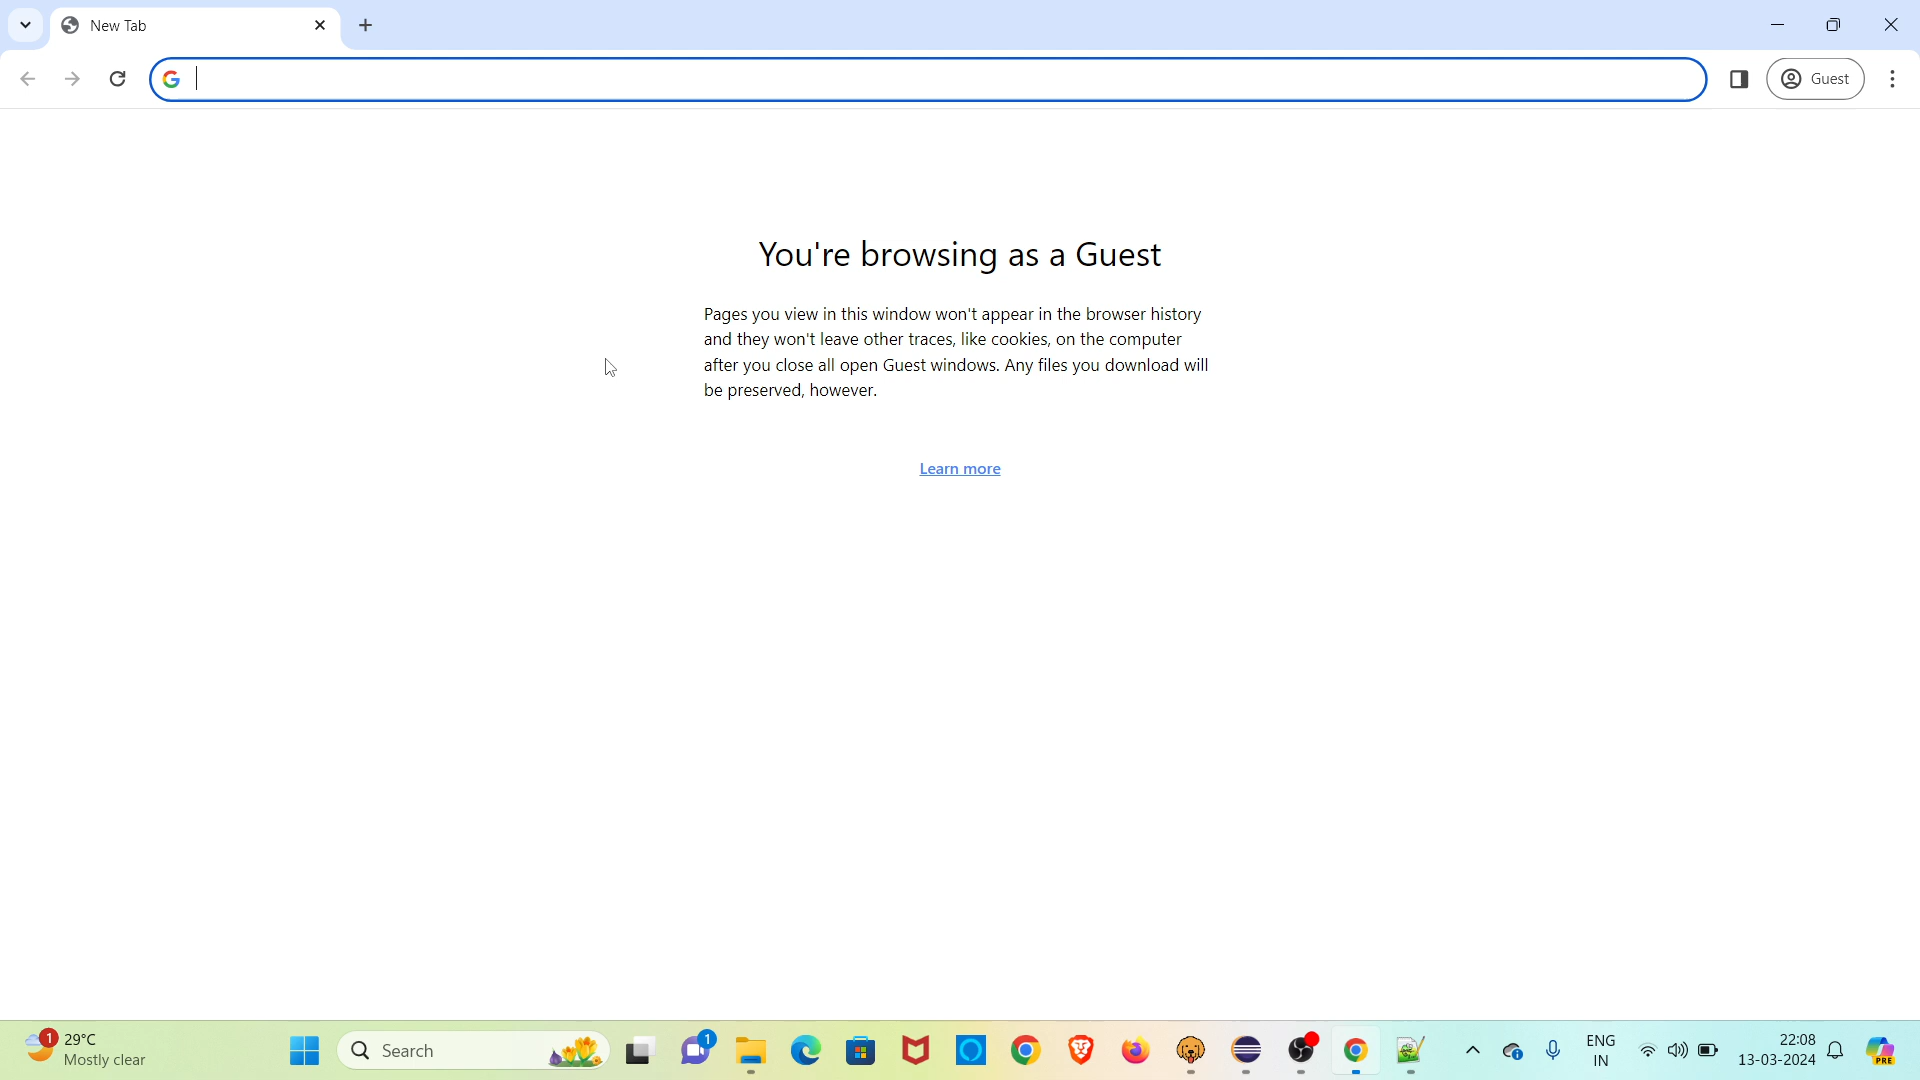 New Tab
Guest
You're browsing as a Guest
Pages you view in this window won't appear in the browser history
and they won't leave other traces, like cookies, on the computer
after you close all open Guest windows. Any files you download will
be preserved, however.
Learn more
1
29°C
Mostly clear
Search
1
ENG
IN
22:08
13-03-2024
PRE